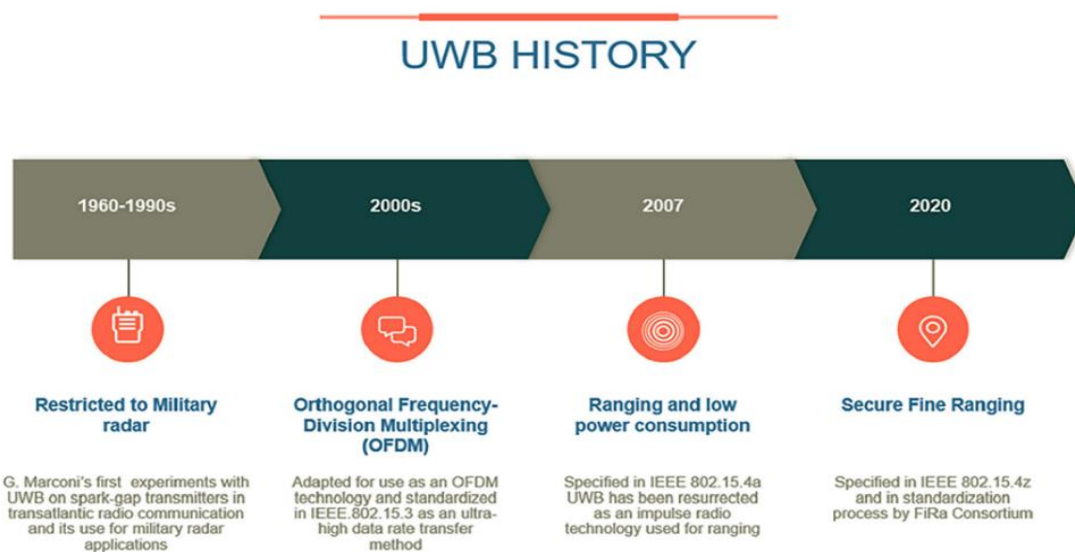 UWB HISTORY
1960-1990s
2000s
2007
2020
Restricted to Military
radar
G. Marconi's first experiments with
UWB on spark-gap transmitters in
transatlantic radio communication
and its use for military radar
applications
Orthogonal Frequency-
Division Multiplexing
(OFDM)
Adapted for use as an OFDM
technology and standardized
in IEEE.802.15.3 as an ultra-
high data rate transfer
method
Ranging and low
power consumption
Specified in IEEE 802.15.4a
UWB has been resurrected
as an impulse radio
technology used for ranging
Secure Fine Ranging
Specified in IEEE 802.15.4z
and in standardization
process by FiRa Consortium